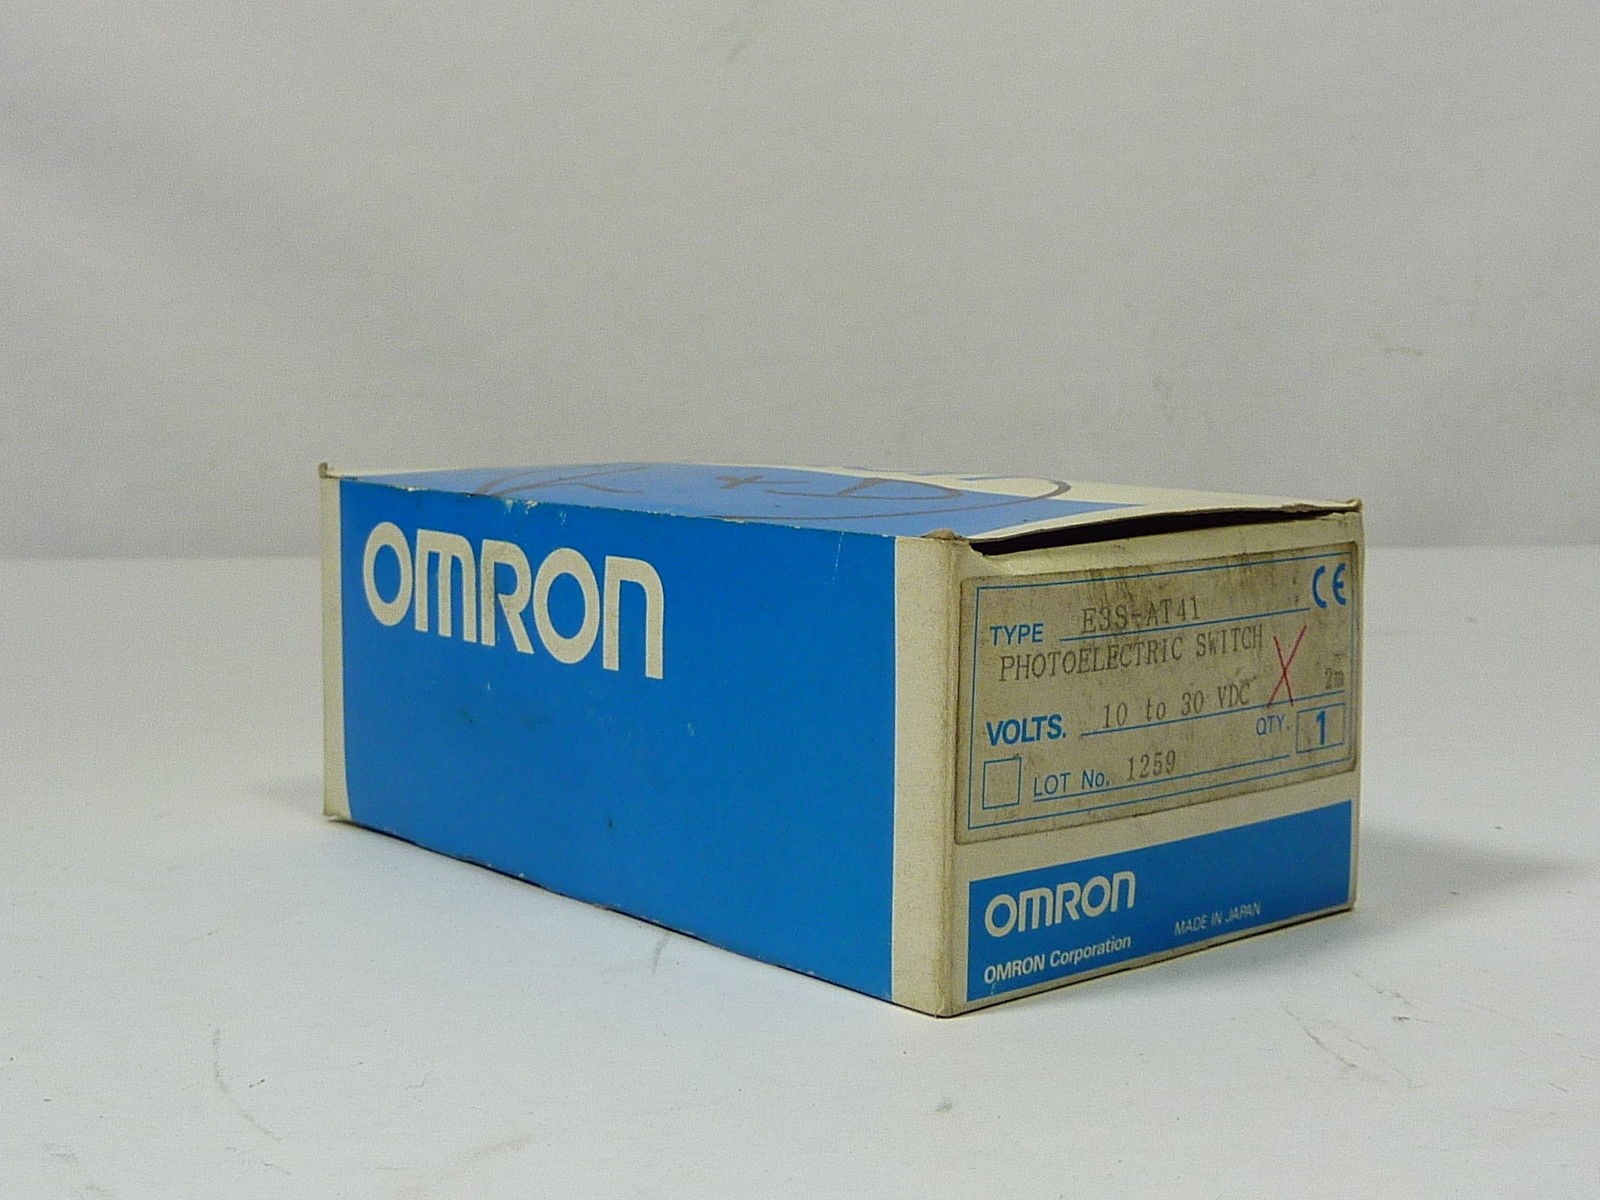 OMRON
CE
TYPE E3S-AT41
PHOTOELECTRIC SWITCH
2m
VOLTS. 10 to 30 VDC X
QTY. 1
LOT No. 1259
OMRON
OMRON Corporation MADE IN JAPAN